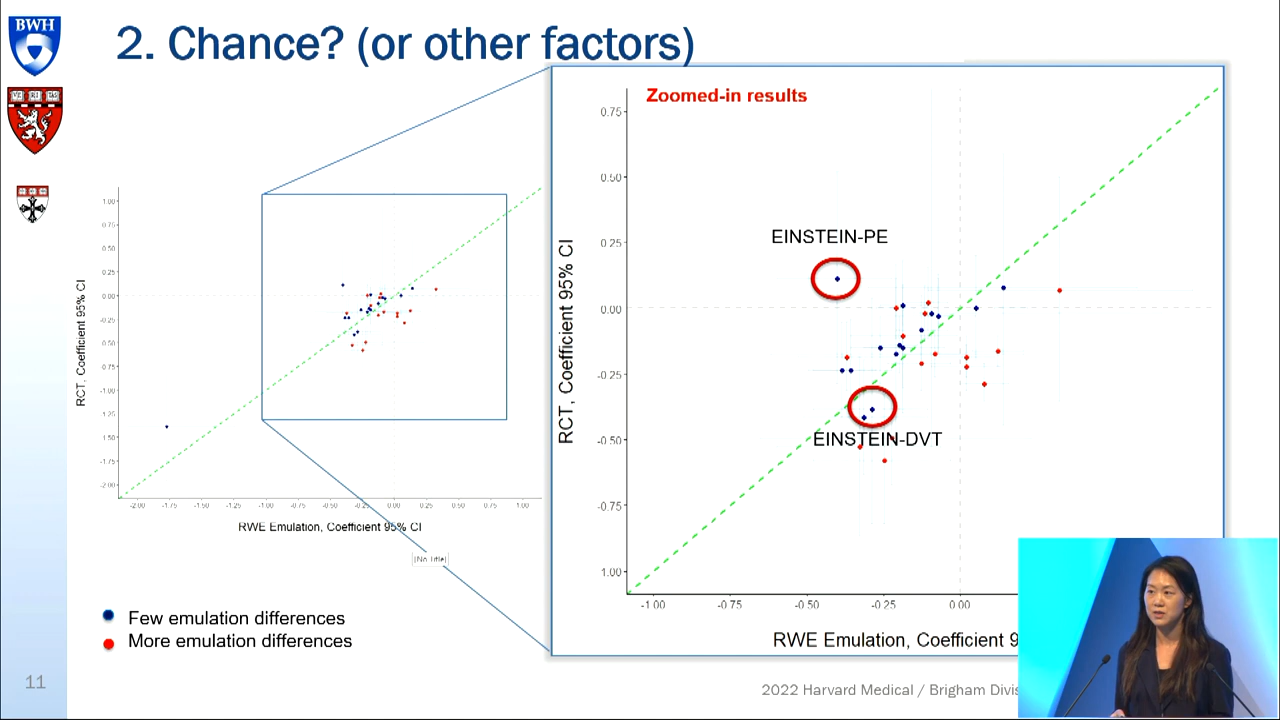 BWH
2. Chance? (or other factors)
VE RI TAS
Zoomed-in results
0.75
0.50
0.25
0.00
-0.25
-0.50
-0.75
1.00
-1.00
-0.75
-0.50
-0.25
0.00
EINSTEIN-PE
EINSTEIN-DVT
RCT, Coefficient 95% CI
RWE Emulation, Coefficient 9
1.00
0.75
0.50
0.25
0.00
-0.25
-0.50
-0.75
-1.00
1.25
1.50
-1.75
-2.00
-2.00
-1.75
-1.50
-1.25
-1.00
-0.75
-0.50
-0.25
0.00
0.25
0.50
0.75
1.00
RCT, Coefficient 95% CI
RWE Emulation, Coefficient 95% CI
[No Title]
Few emulation differences
More emulation differences
11
2022 Harvard Medical / Brigham Divis